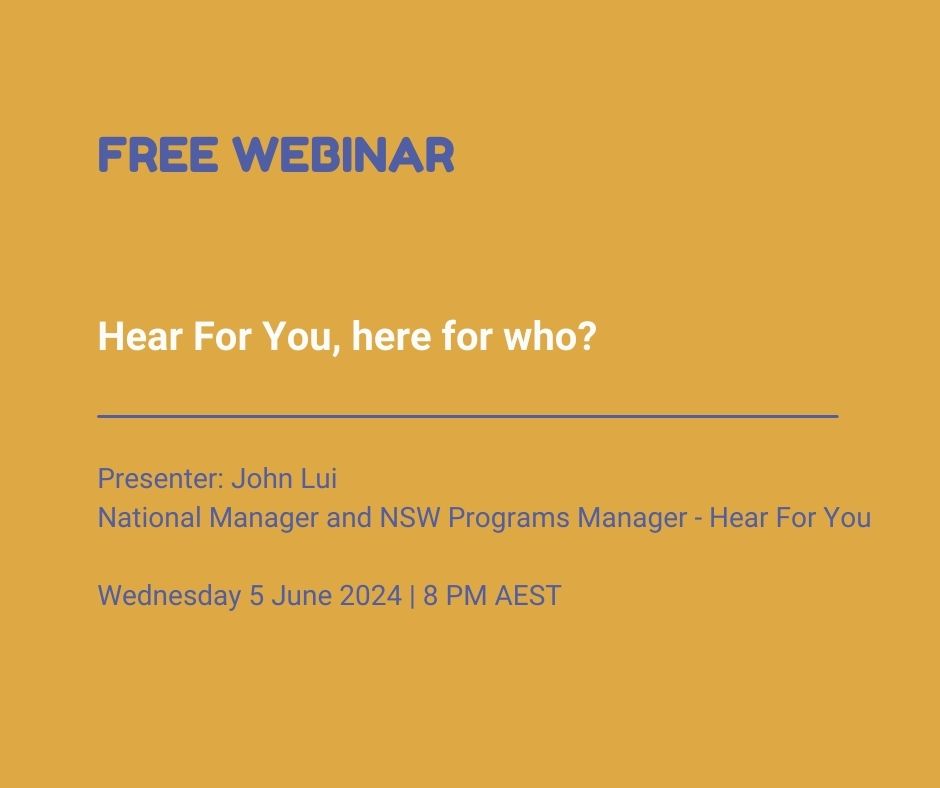 FREE WEBINAR
Hear For You, here for who?
Presenter: John Lui
National Manager and NSW Programs Manager - Hear For You
Wednesday 5 June 2024 | 8 PM AEST